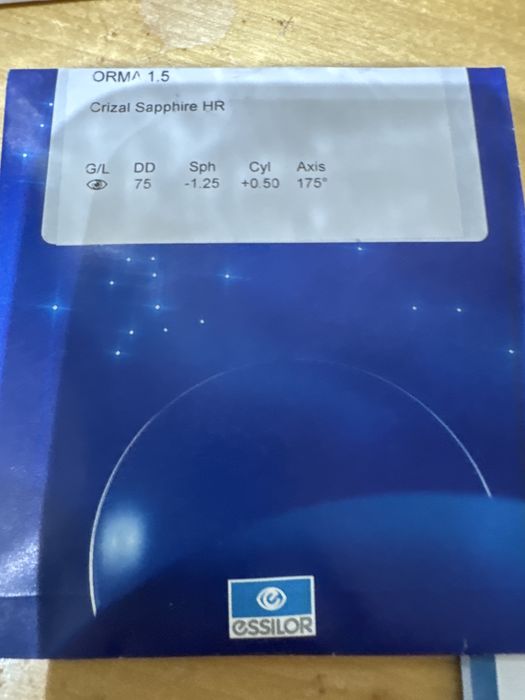 ORMA 1.5
Crizal Sapphire HR
G/L DD Sph Cyl Axis
75 -1.25 +0.50 175°
essilor